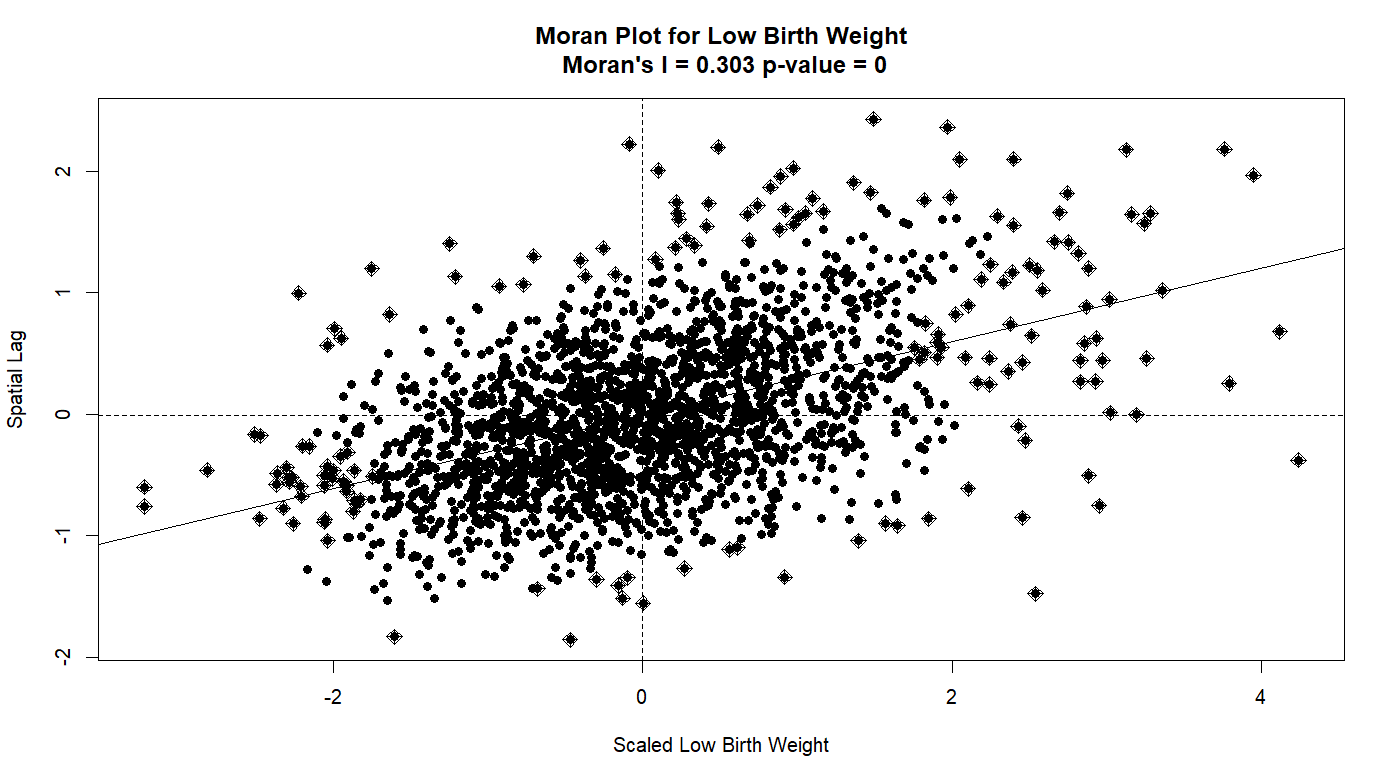 Moran Plot for Low Birth Weight
Moran's I = 0.303 p-value = 0
Spatial Lag
2
1
0
-1
-2
-2 0 2 4
Scaled Low Birth Weight